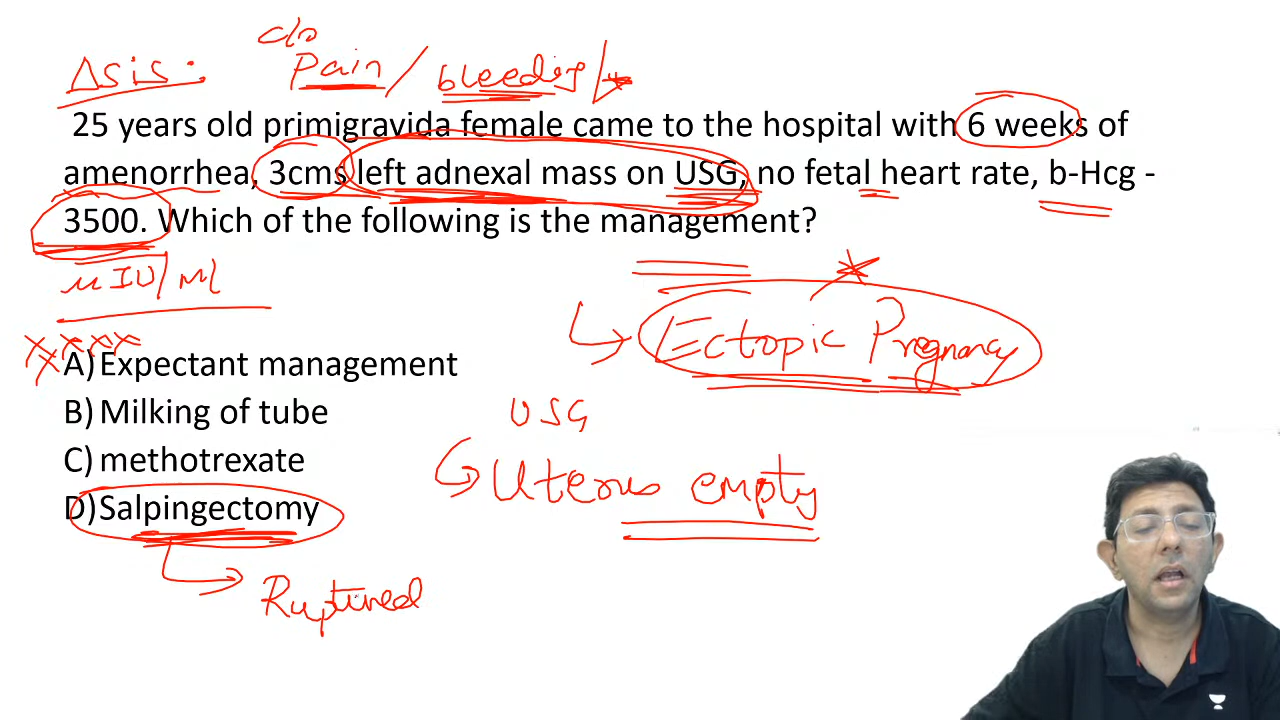 c/o
Δsis:
Pain / bleeding /
25 years old primigravida female came to the hospital with 6 weeks of
amenorrhea, 3cms left adnexal mass on USG, no fetal heart rate, b-Hcg -
3500. Which of the following is the management?
mIU/ml
Ectopic Pregnancy
A) Expectant management
B) Milking of tube
USG
C) methotrexate
Uterus empty
D) Salpingectomy
Ruptured